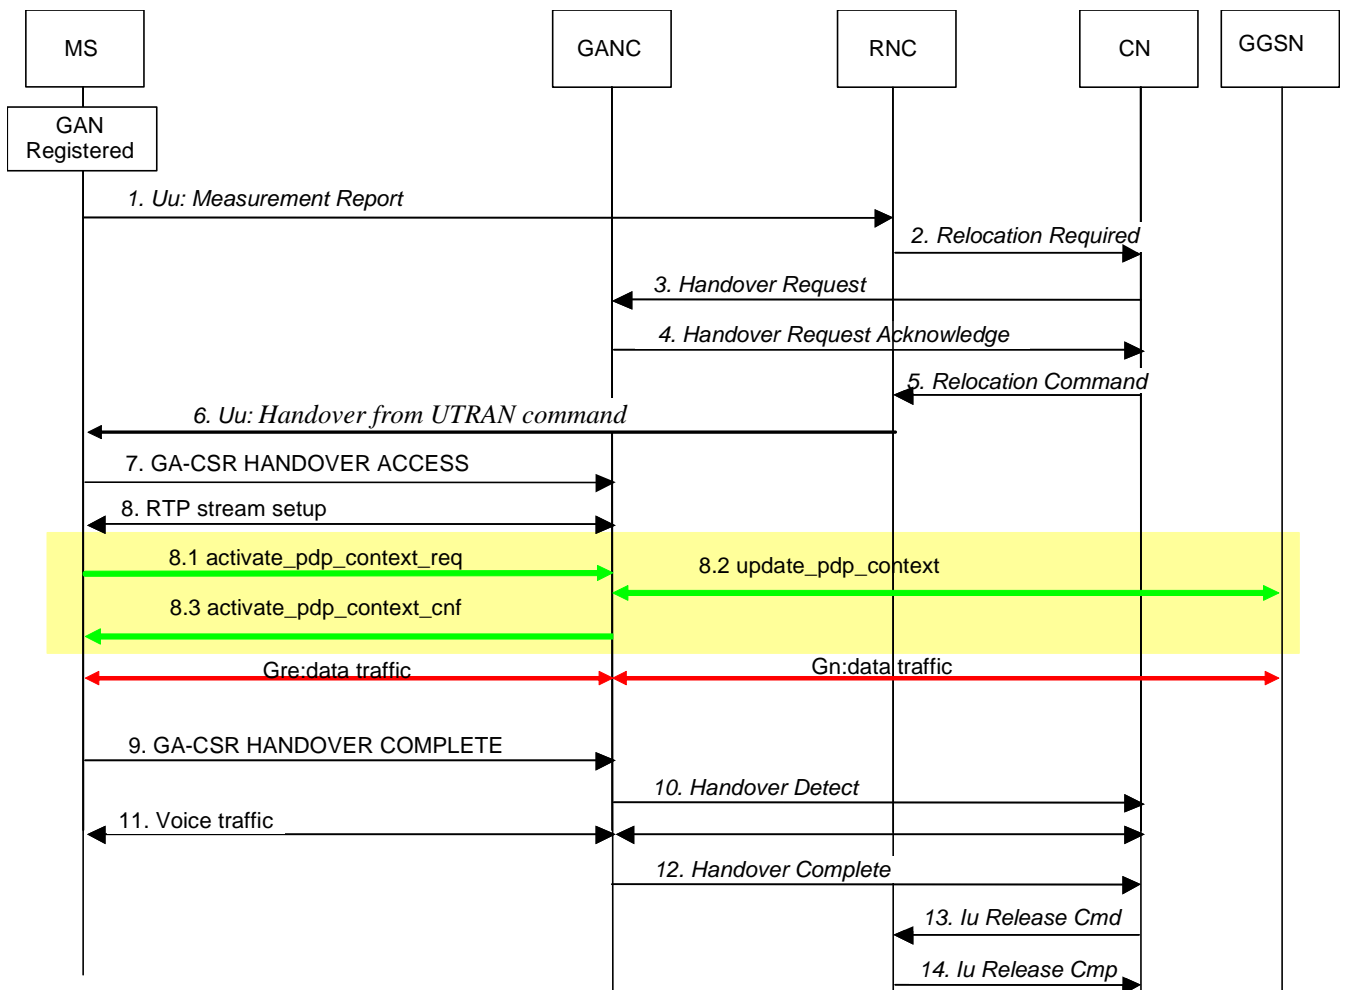 MS
GANC
RNC
CN
GGSN
GAN
Registered
1. Uu: Measurement Report
2. Relocation Required
3. Handover Request
4. Handover Request Acknowledge
5. Relocation Command
6. Uu: Handover from UTRAN command
7. GA-CSR HANDOVER ACCESS
8. RTP stream setup
8.1 activate_pdp_context_req
8.2 update_pdp_context
8.3 activate_pdp_context_cnf
Gre:data traffic
Gn:data traffic
9. GA-CSR HANDOVER COMPLETE
10. Handover Detect
11. Voice traffic
12. Handover Complete
13. Iu Release Cmd
14. Iu Release Cmp